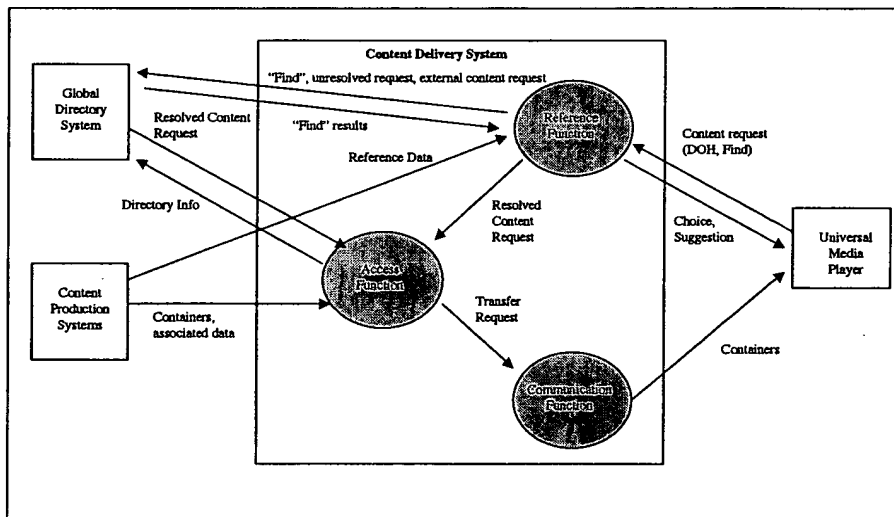 Content Delivery System
"Find", unresolved request, external content request
Global
Directory
System
Resolved Content
Request
"Find" results
Reference
Function
Content request
(DOH, Find)
Reference Data
Directory Info
Resolved
Content
Request
Choice,
Suggestion
Universal
Media
Player
Access
Function
Content
Production
Systems
Containers,
associated data
Transfer
Request
Containers
Communication
Function